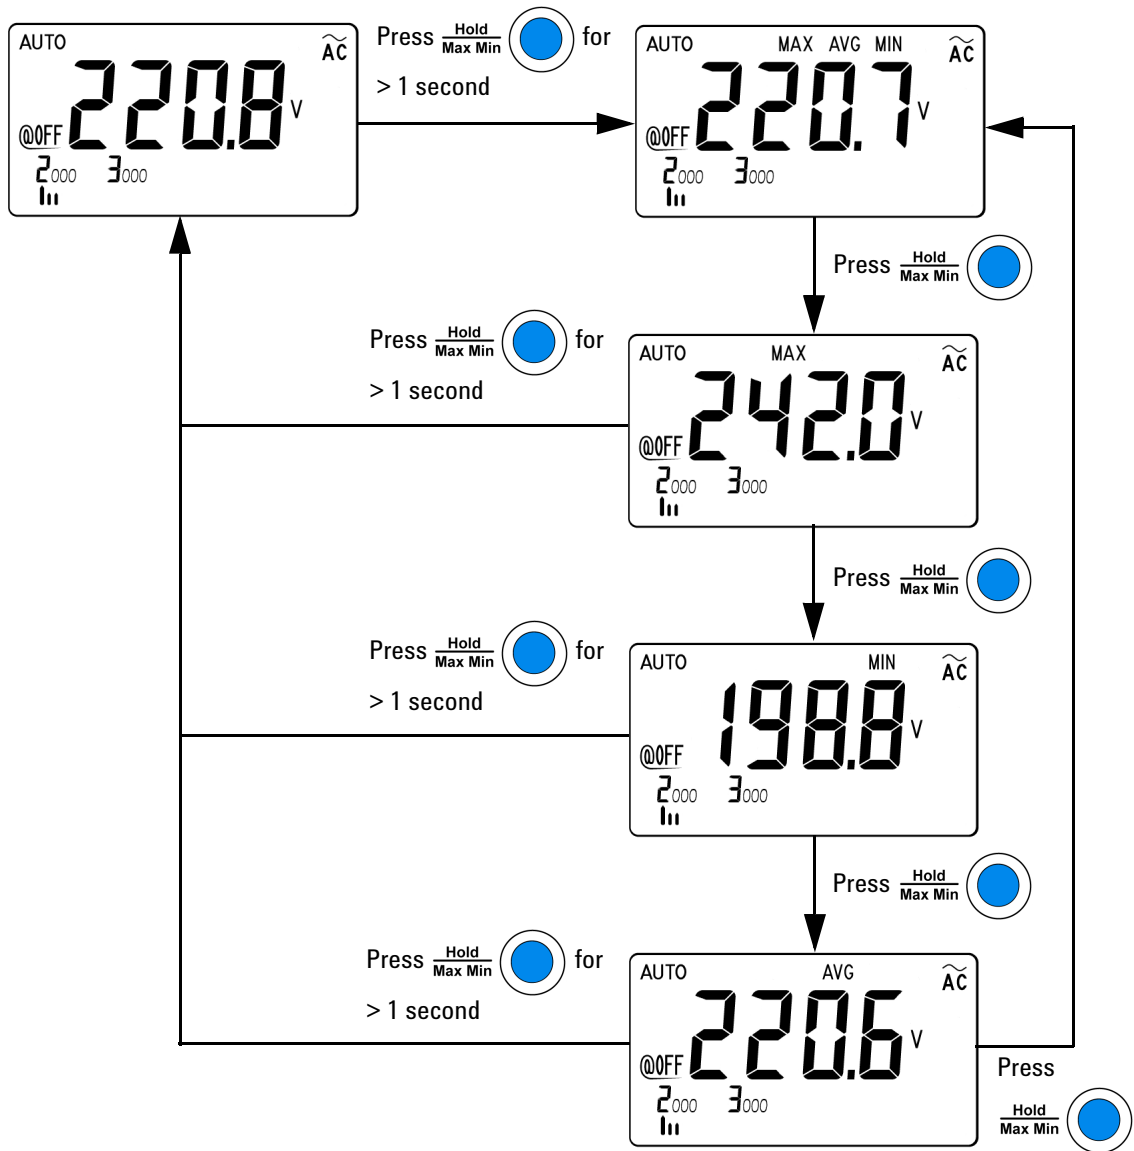 AUTO AC
220.8 V
@OFF
2000 3000
Press Hold
Max Min for
> 1 second
AUTO MAX AVG MIN AC
220.7 V
@OFF
2000 3000
Press Hold
Max Min
Press Hold
Max Min for
> 1 second
AUTO MAX AC
242.0 V
@OFF
2000 3000
Press Hold
Max Min
Press Hold
Max Min for
> 1 second
AUTO MIN AC
198.8 V
@OFF
2000 3000
Press Hold
Max Min
Press Hold
Max Min for
> 1 second
AUTO AVG AC
220.6 V
@OFF
2000 3000
Press
Hold
Max Min